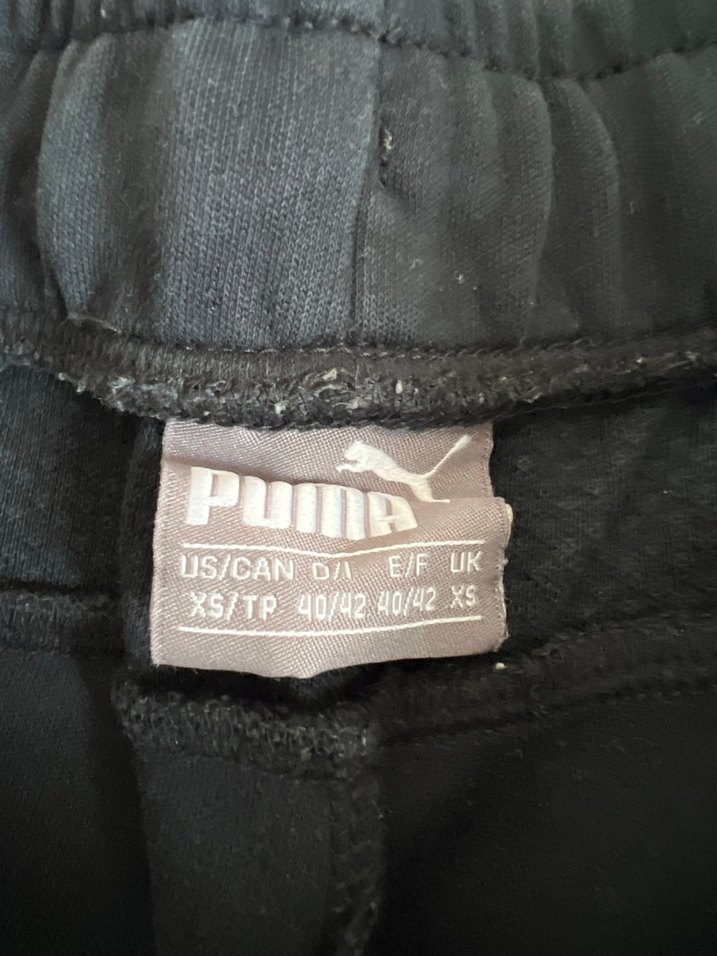 PUMA
US/CAN D/I E/F UK
XS/TP 40/42 40/42 XS